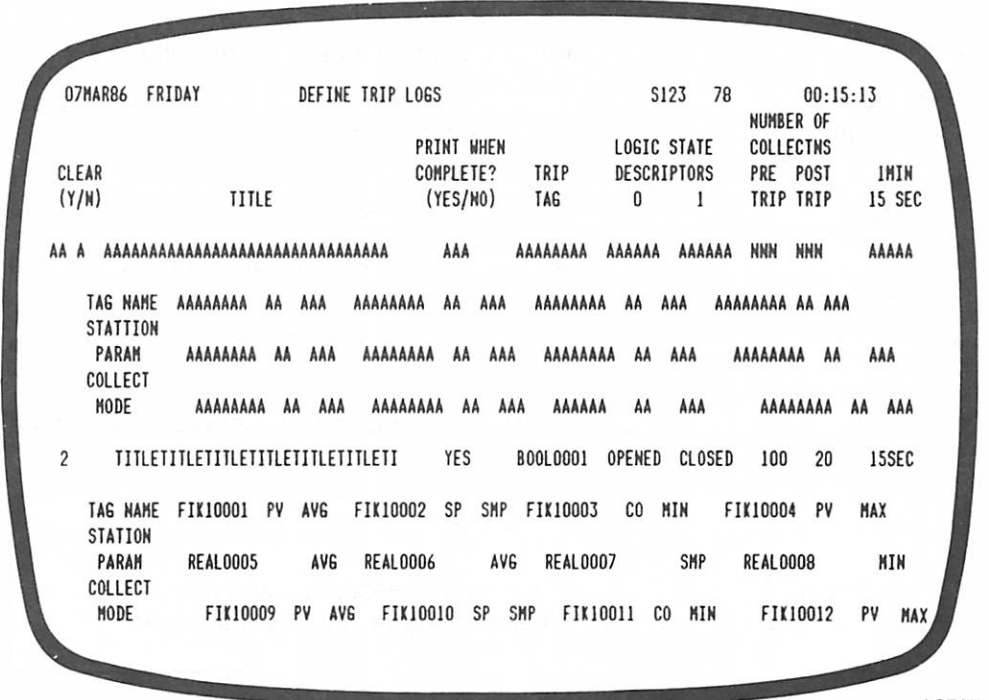 07MAR86 FRIDAY DEFINE TRIP LOGS S123 78 00:15:13
NUMBER OF
PRINT WHEN LOGIC STATE COLLECTNS
CLEAR COMPLETE? TRIP DESCRIPTORS PRE POST 1MIN
(Y/N) TITLE (YES/NO) TAG 0 1 TRIP TRIP 15 SEC
AA A AAAAAAAAAAAAAAAAAAAAAAAAAAAAAAAA AAA AAAAAAAA AAAAAA AAAAAA NNN NNN AAAAA
TAG NAME AAAAAAAA AA AAA AAAAAAAA AA AAA AAAAAAAA AA AAA AAAAAAAA AA AAA
STATTION
PARAM AAAAAAAA AA AAA AAAAAAAA AA AAA AAAAAAAA AA AAA AAAAAAAA AA AAA
COLLECT
MODE AAAAAAAA AA AAA AAAAAAAA AA AAA AAAAAA AA AAA AAAAAAAA AA AAA
2 TITLETITLETITLETITLETITLETITLETI YES BOOL0001 OPENED CLOSED 100 20 15SEC
TAG NAME FIK10001 PV AVG FIK10002 SP SMP FIK10003 CO MIN FIK10004 PV MAX
STATION
PARAM REAL0005 AVG REAL0006 AVG REAL0007 SMP REAL0008 MIN
COLLECT
MODE FIK10009 PV AVG FIK10010 SP SMP FIK10011 CO MIN FIK10012 PV MAX